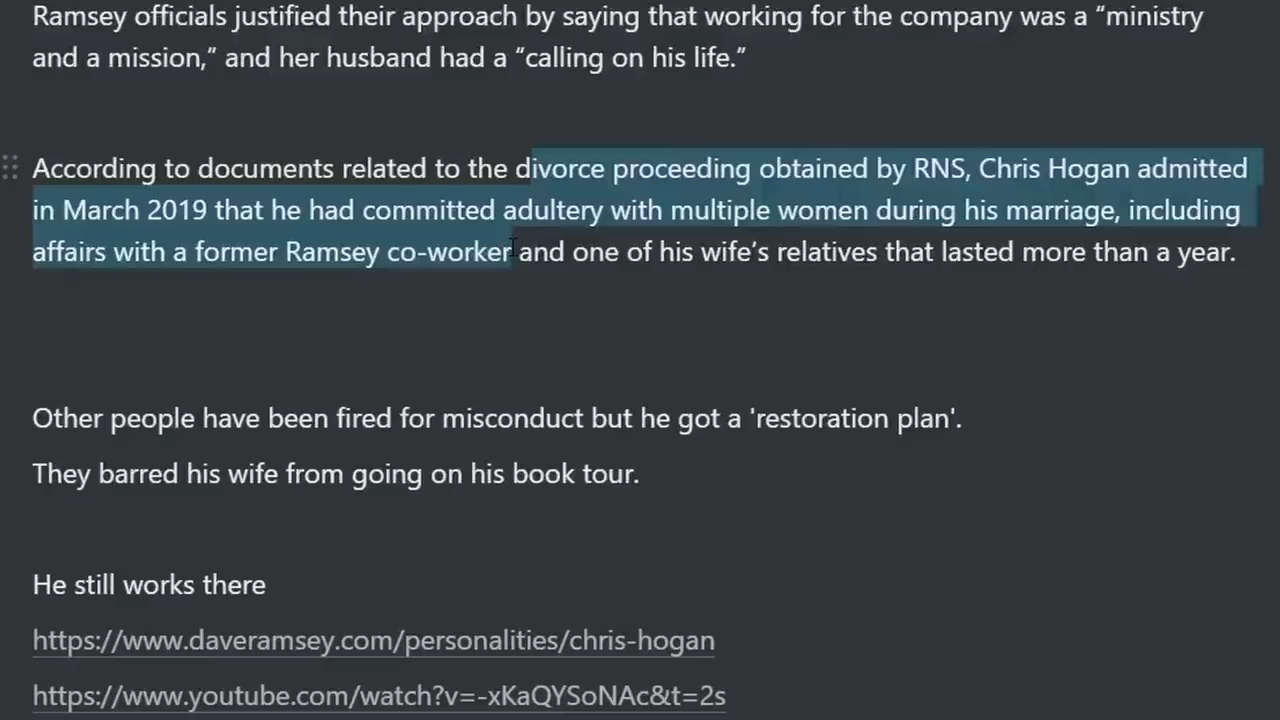 Ramsey officials justified their approach by saying that working for the company was a “ministry
and a mission,” and her husband had a “calling on his life.”
According to documents related to the divorce proceeding obtained by RNS, Chris Hogan admitted
in March 2019 that he had committed adultery with multiple women during his marriage, including
affairs with a former Ramsey co-worker and one of his wife’s relatives that lasted more than a year.
Other people have been fired for misconduct but he got a 'restoration plan'.
They barred his wife from going on his book tour.
He still works there
https://www.daveramsey.com/personalities/chris-hogan
https://www.youtube.com/watch?v=-xKaQYSoNAc&t=2s